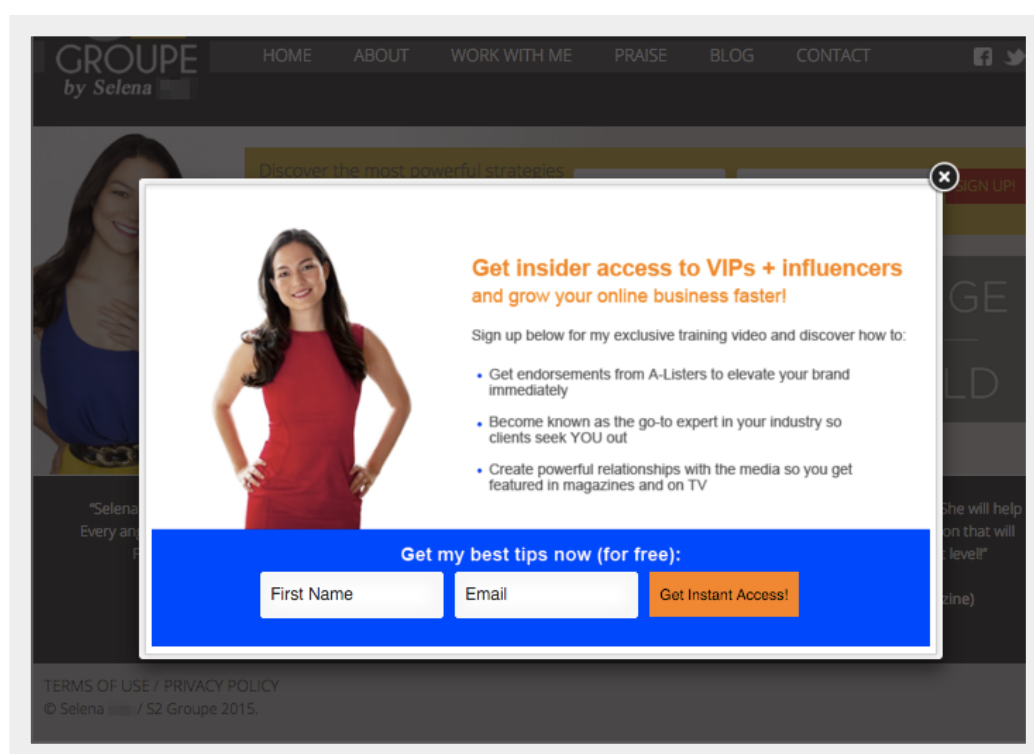 GROUPE
by Selena
HOME ABOUT WORK WITH ME PRAISE BLOG CONTACT
Discover the most powerful strategies
SIGN UP!
Get insider access to VIPs + influencers
and grow your online business faster!
Sign up below for my exclusive training video and discover how to:
• Get endorsements from A-Listers to elevate your brand
immediately
• Become known as the go-to expert in your industry so
clients seek YOU out
• Create powerful relationships with the media so you get
featured in magazines and on TV
GE
LD
"Selena
She will help
Every
on that will
level!"
zine)
Get my best tips now (for free):
First Name Email Get Instant Access!
TERMS OF USE / PRIVACY POLICY
© Selena / S2 Groupe 2015.